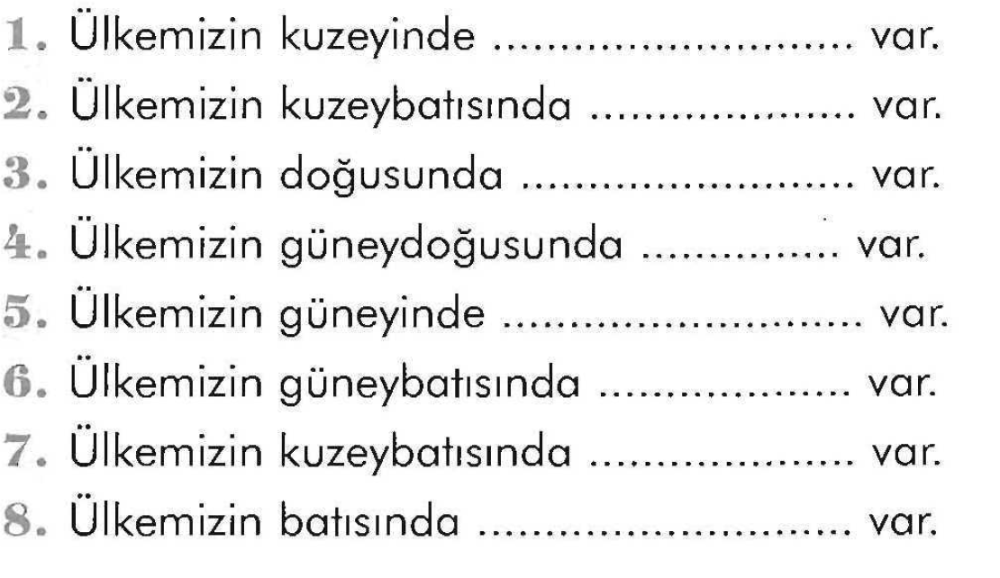 1. Ülkemizin kuzeyinde ........................... var.
2. Ülkemizin kuzeybatısında .................... var.
3. Ülkemizin doğusunda ......................... var.
4. Ülkemizin güneydoğusunda ............... var.
5. Ülkemizin güneyinde ........................... var.
6. Ülkemizin güneybatısında ................... var.
7. Ülkemizin kuzeybatısında .................... var.
8. Ülkemizin batısında ............................ var.